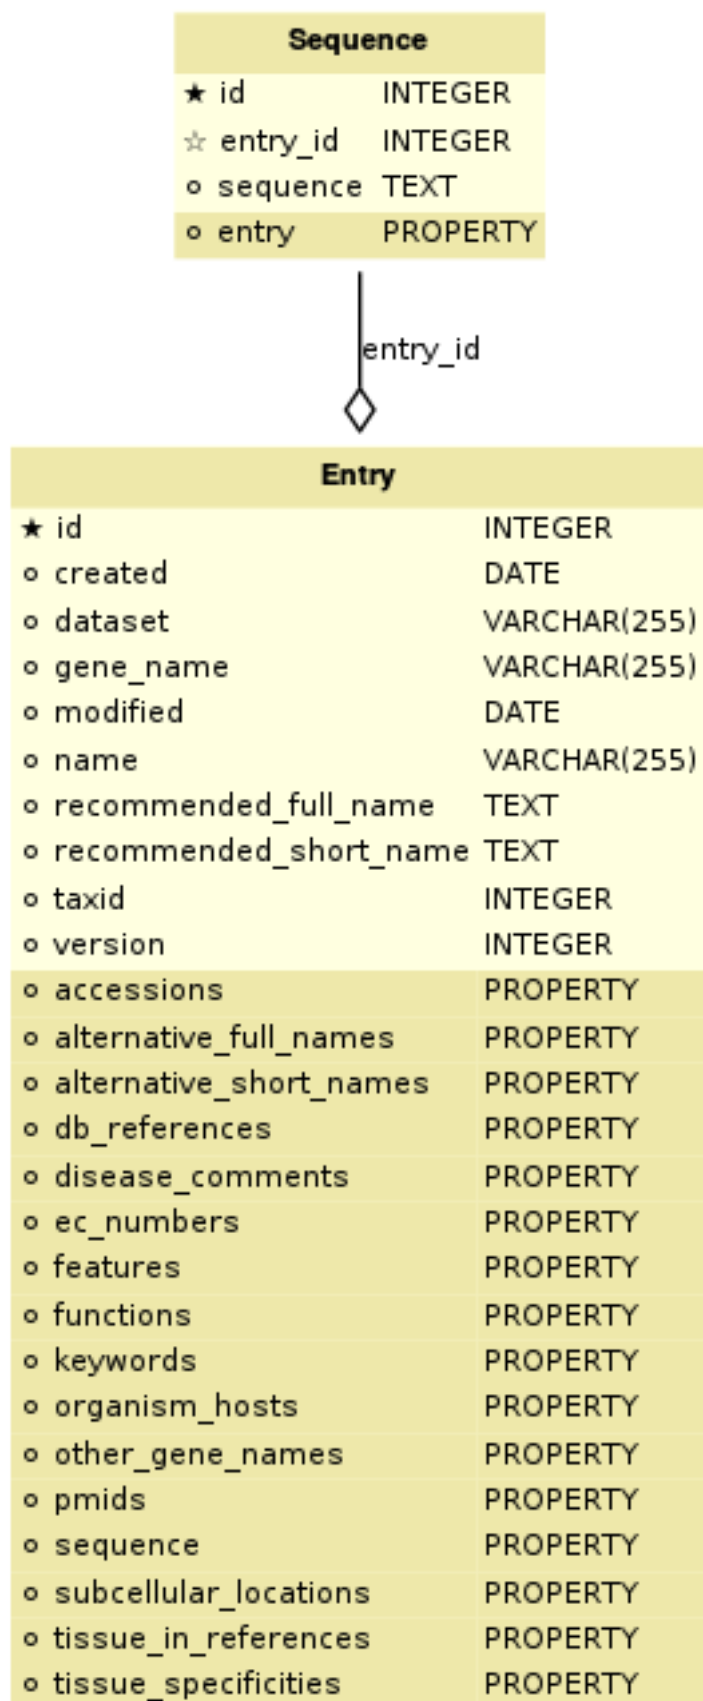 Sequence
★ id INTEGER
☆ entry_id INTEGER
sequence TEXT
entry PROPERTY
entry_id
Entry
★ id INTEGER
created DATE
dataset VARCHAR(255)
gene_name VARCHAR(255)
modified DATE
name VARCHAR(255)
recommended_full_name TEXT
recommended_short_name TEXT
taxid INTEGER
version INTEGER
accessions PROPERTY
alternative_full_names PROPERTY
alternative_short_names PROPERTY
db_references PROPERTY
disease_comments PROPERTY
ec_numbers PROPERTY
features PROPERTY
functions PROPERTY
keywords PROPERTY
organism_hosts PROPERTY
other_gene_names PROPERTY
pmids PROPERTY
sequence PROPERTY
subcellular_locations PROPERTY
tissue_in_references PROPERTY
tissue_specificities PROPERTY